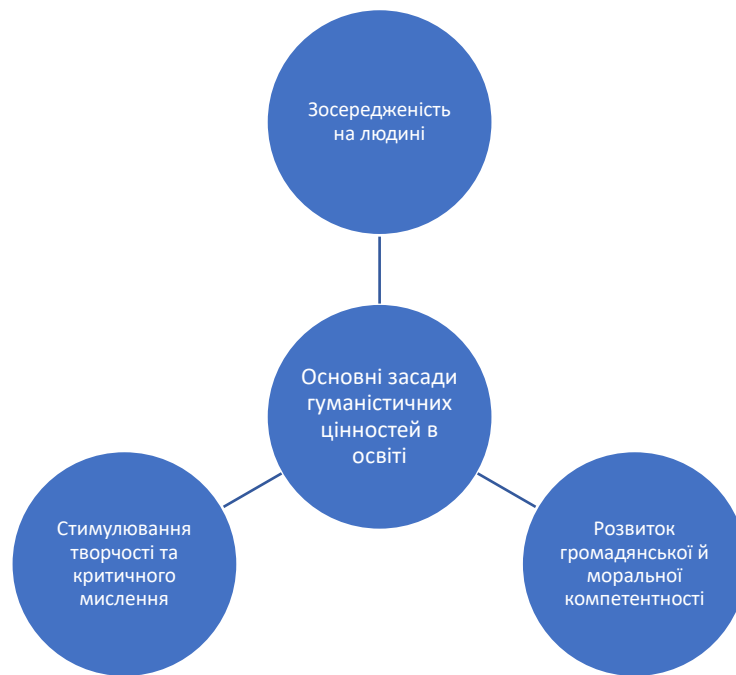 Зосередженість
на людині
Основні засади
гуманістичних
цінностей в
освіті
Стимулювання
творчості та
критичного
мислення
Розвиток
громадянської й
моральної
компетентності